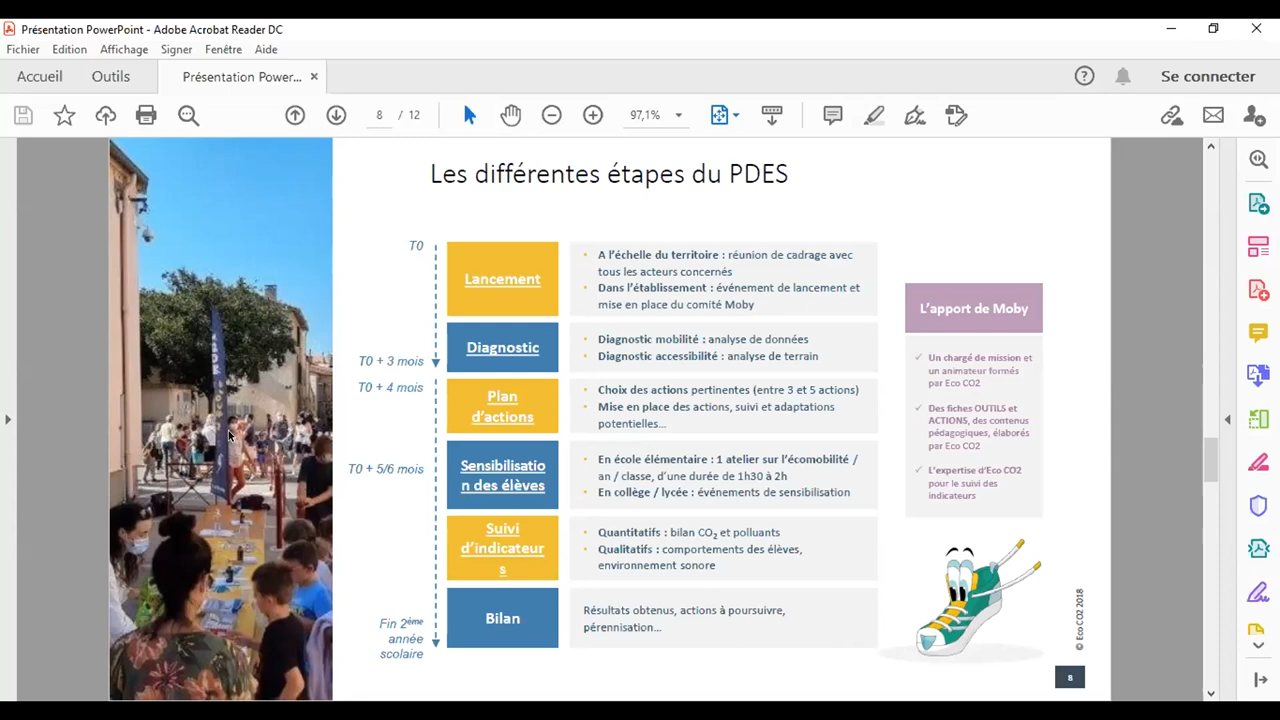 Présentation PowerPoint - Adobe Acrobat Reader DC
Fichier Edition Affichage Signer Fenêtre Aide
Accueil Outils Présentation Power... Se connecter
8 / 12 97,1%
Les différentes étapes du PDES
T0
Lancement
• A l'échelle du territoire : réunion de cadrage avec
tous les acteurs concernés
• Dans l'établissement : événement de lancement et
mise en place du comité Moby
Diagnostic
• Diagnostic mobilité : analyse de données
• Diagnostic accessibilité : analyse de terrain
T0 + 3 mois
T0 + 4 mois
Plan
d'actions
• Choix des actions pertinentes (entre 3 et 5 actions)
• Mise en place des actions, suivi et adaptations
potentielles...
T0 + 5/6 mois
Sensibilisatio
n des élèves
• En école élémentaire : 1 atelier sur l'écomobilité /
an / classe, d'une durée de 1h30 à 2h
• En collège / lycée : événements de sensibilisation
Suivi
d'indicateur
s
• Quantitatifs : bilan CO₂ et polluants
• Qualitatifs : comportements des élèves,
environnement sonore
Bilan
Résultats obtenus, actions à poursuivre,
pérennisation...
Fin 2ème
année
scolaire
L'apport de Moby
✓ Un chargé de mission et
un animateur formés
par Eco CO2
✓ Des fiches OUTILS et
ACTIONS, des contenus
pédagogiques, élaborés
par Eco CO2
✓ L'expertise d'Eco CO2
pour le suivi des
indicateurs
© Eco CO2 2018
8